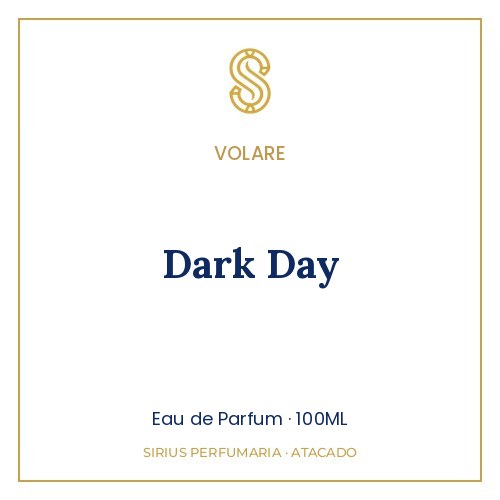 VOLARE
Dark Day
Eau de Parfum · 100ML
SIRIUS PERFUMARIA · ATACADO